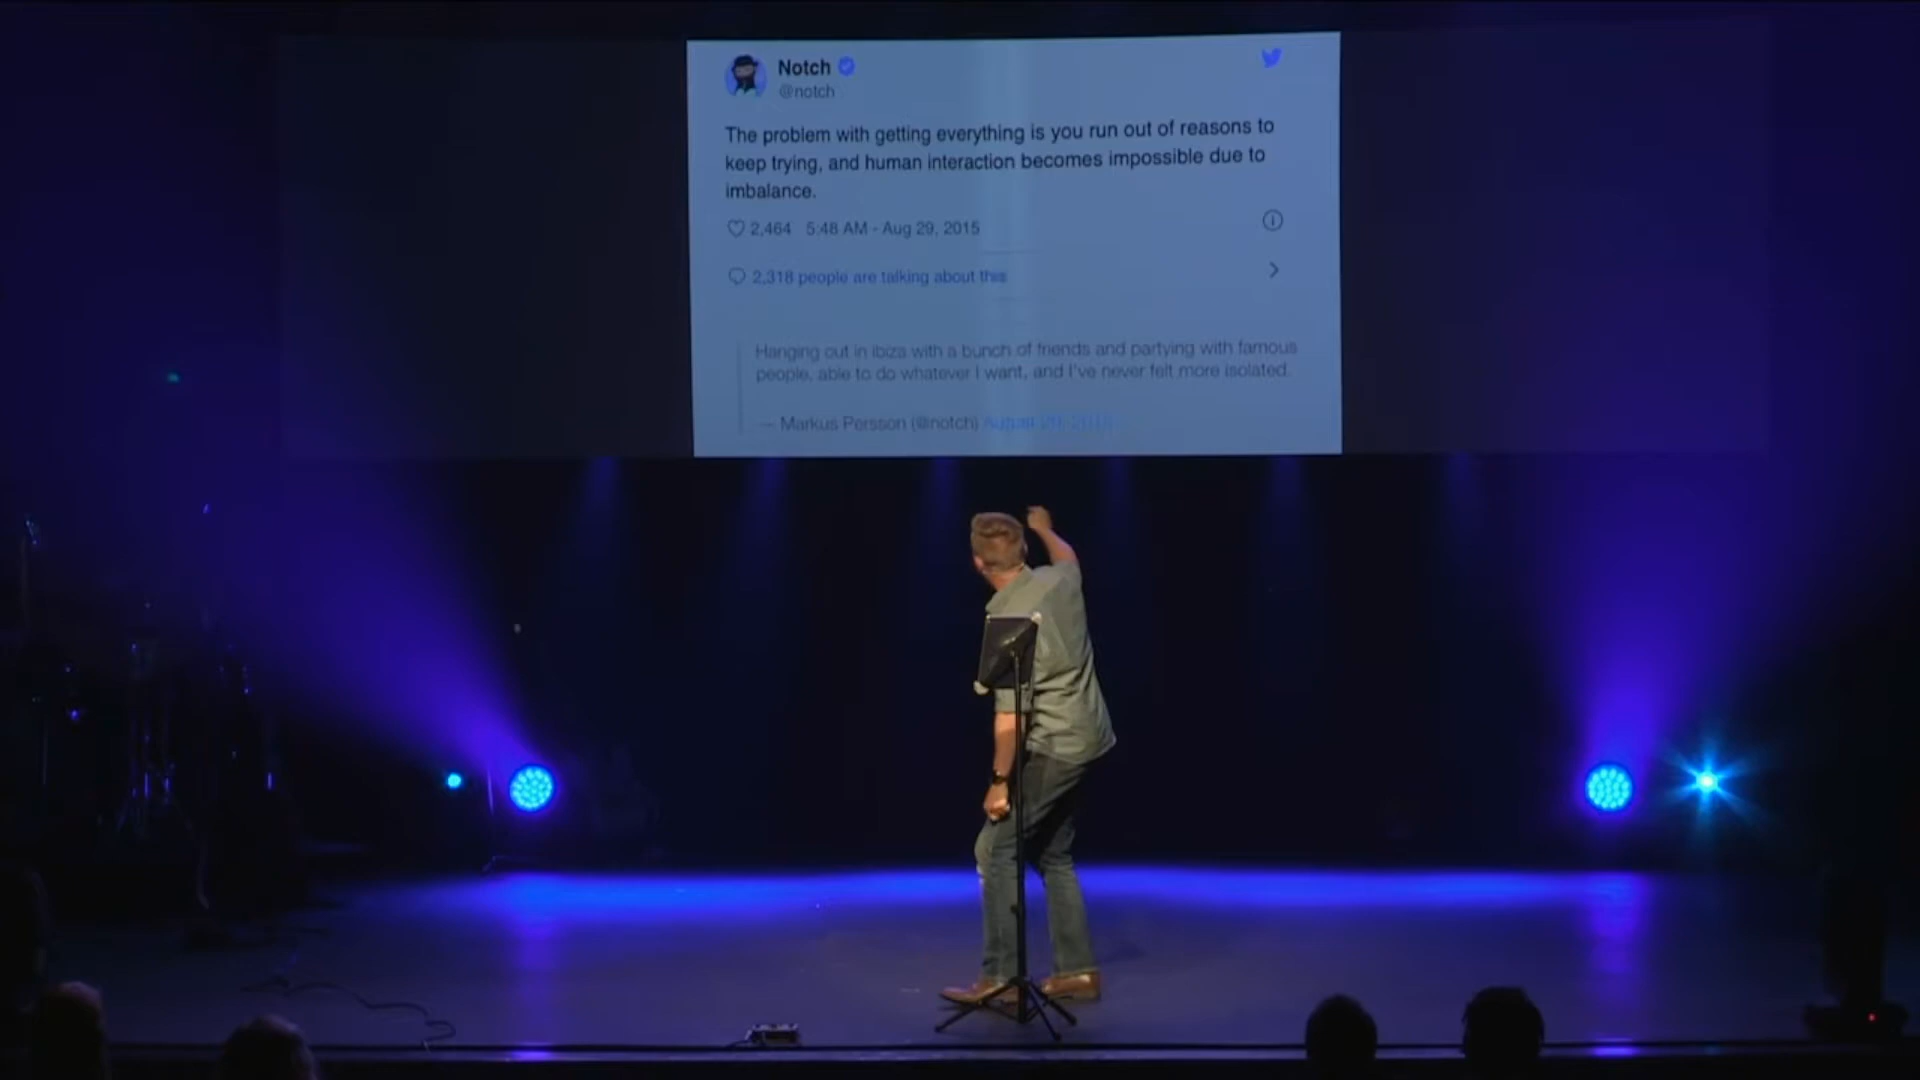 Notch
@notch
The problem with getting everything is you run out of reasons to
keep trying, and human interaction becomes impossible due to
imbalance.
2,464 5:48 AM - Aug 29, 2015
2,318 people are talking about this
Hanging out in ibiza with a bunch of friends and partying with famous
people, able to do whatever I want, and I've never felt more isolated.
— Markus Persson (@notch) August